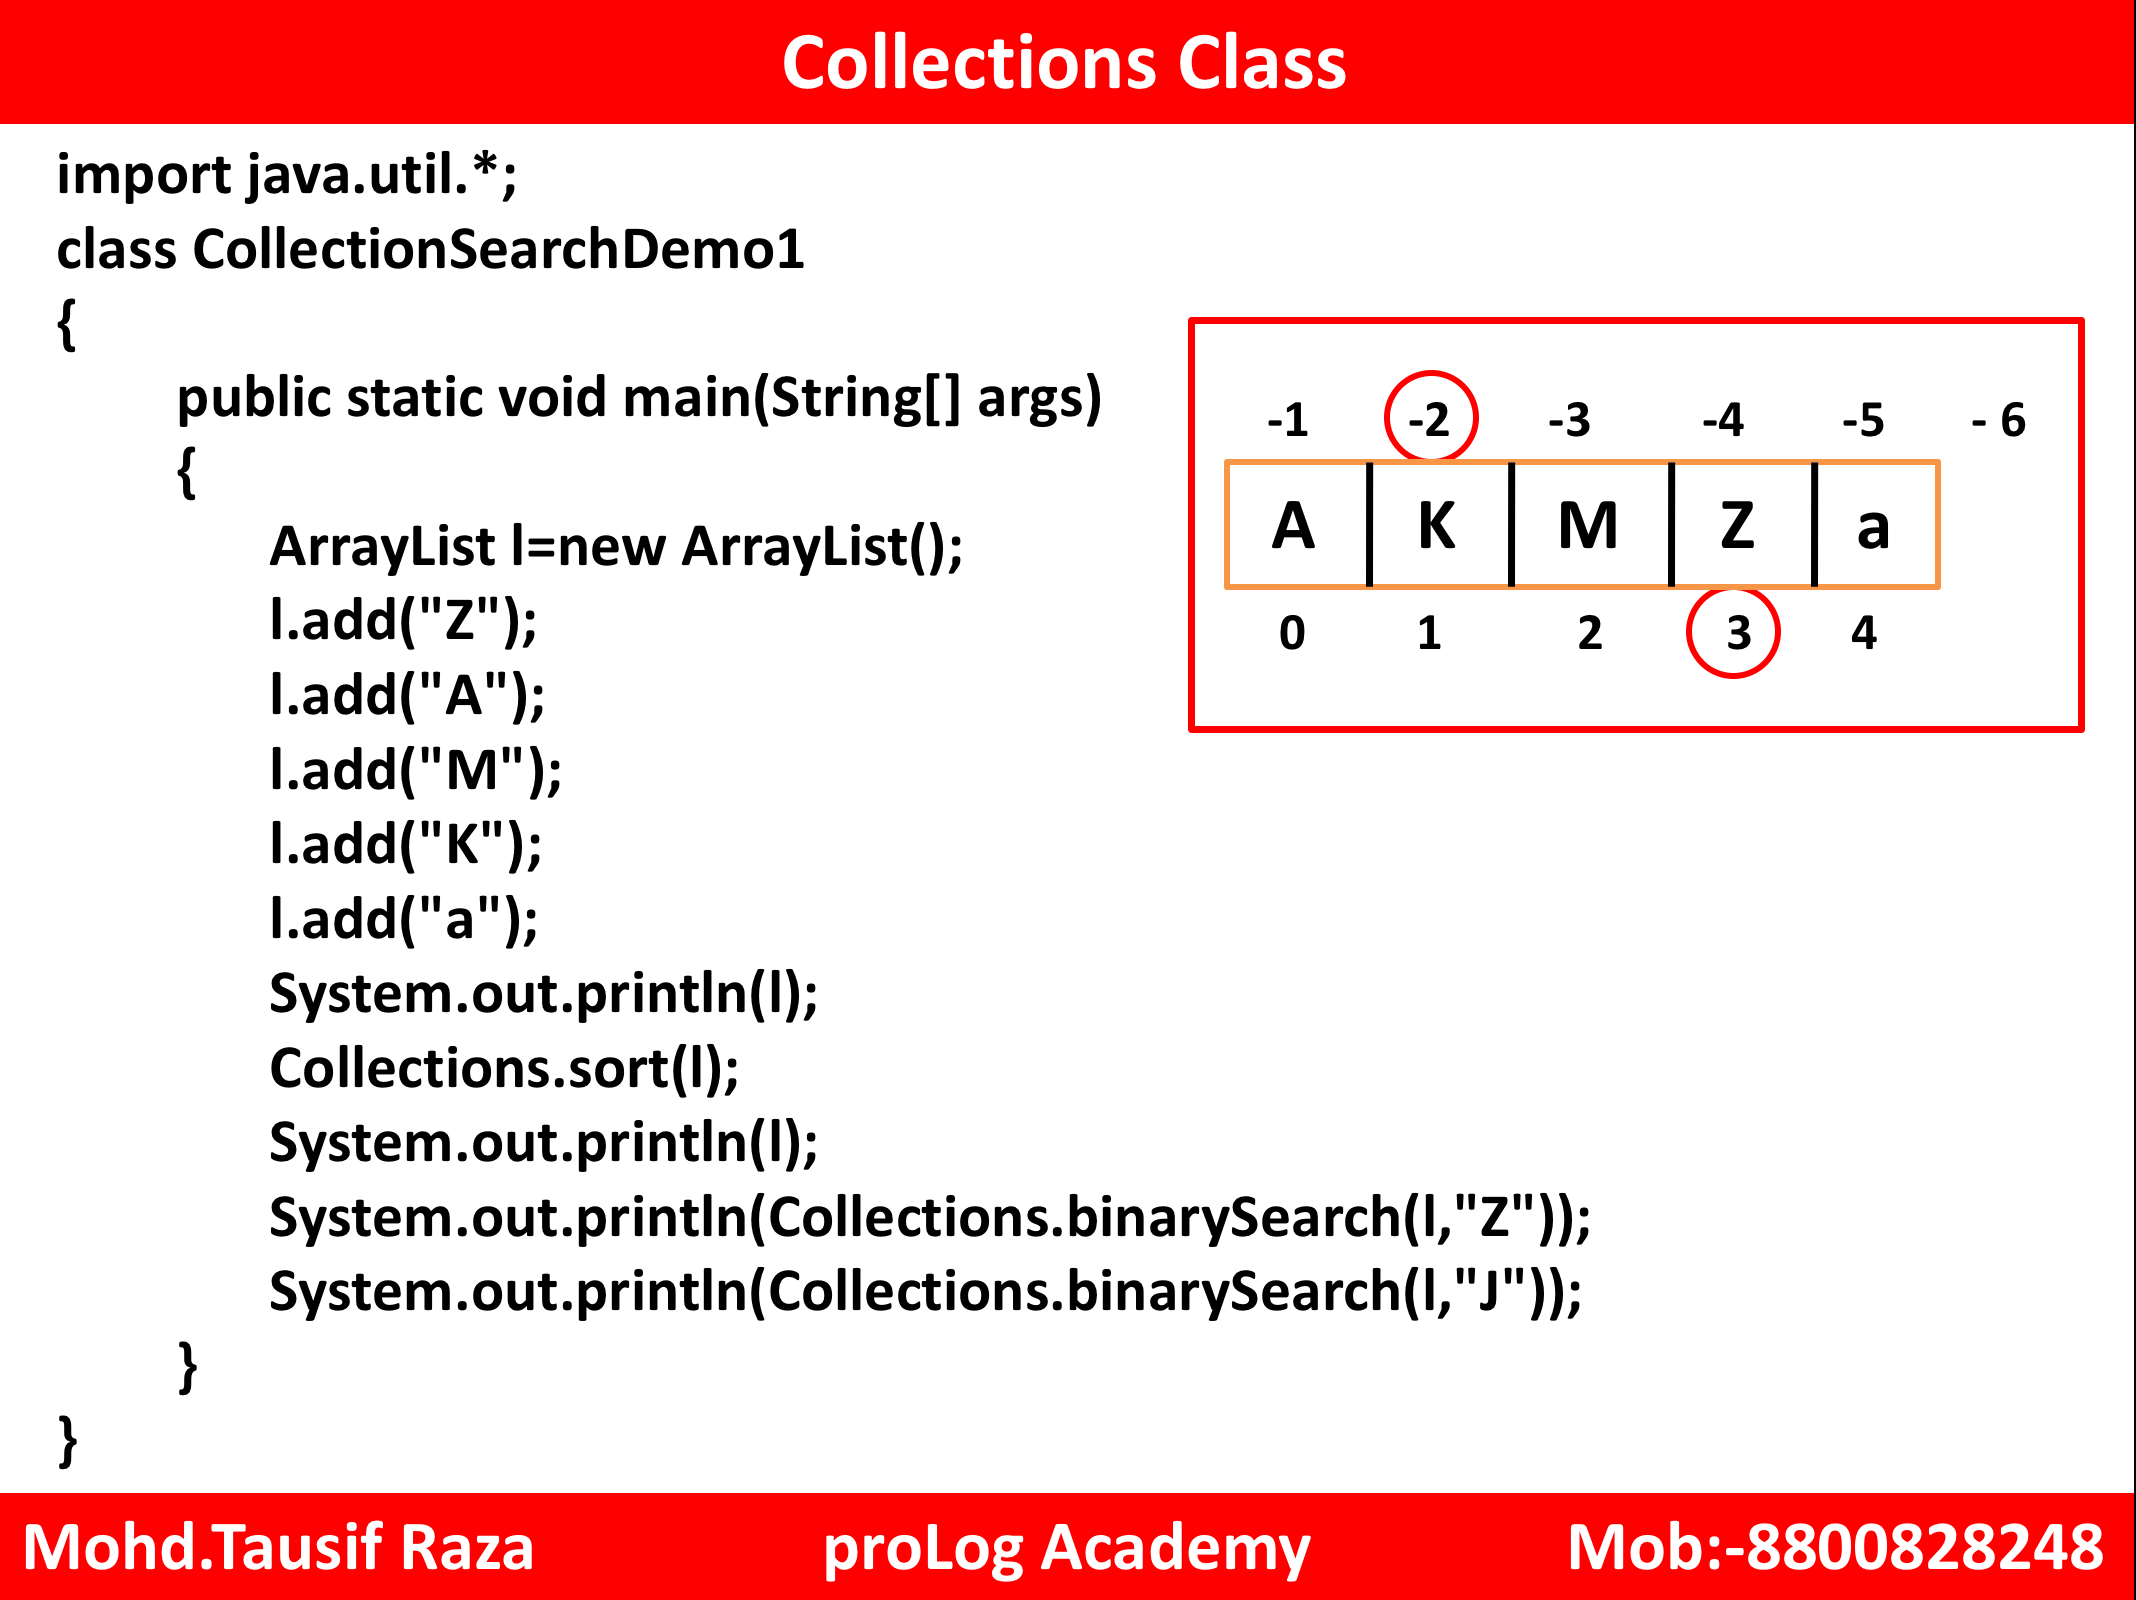 Collections Class
import java.util.*;
class CollectionSearchDemo1
{
public static void main(String[] args)
{
ArrayList l=new ArrayList();
l.add("Z");
l.add("A");
l.add("M");
l.add("K");
l.add("a");
System.out.println(l);
Collections.sort(l);
System.out.println(l);
System.out.println(Collections.binarySearch(l,"Z"));
System.out.println(Collections.binarySearch(l,"J"));
}
}
-1 -2 -3 -4 -5 - 6
A K M Z a
0 1 2 3 4
Mohd.Tausif Raza proLog Academy Mob:-8800828248